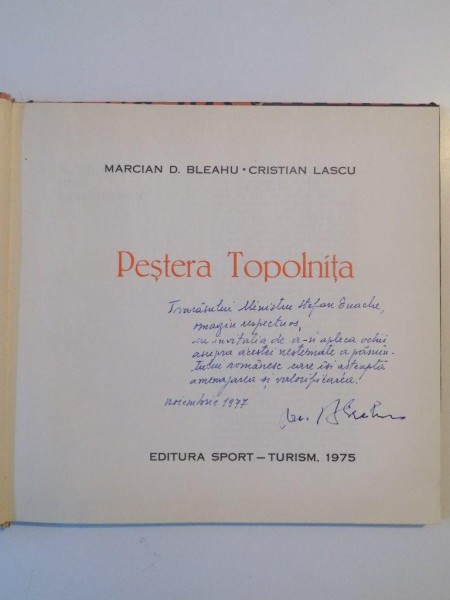 MARCIAN D. BLEAHU • CRISTIAN LASCU
Peștera Topolnița
Tovarășului Ministru Ștefan Enache,
omagiu respectuos,
cu invitația de a-și apleca ochii
asupra acestei nestemate a pămîn-
tului românesc care își așteaptă
amenajarea și valorificarea.
noiembrie 1977
EDITURA SPORT – TURISM, 1975